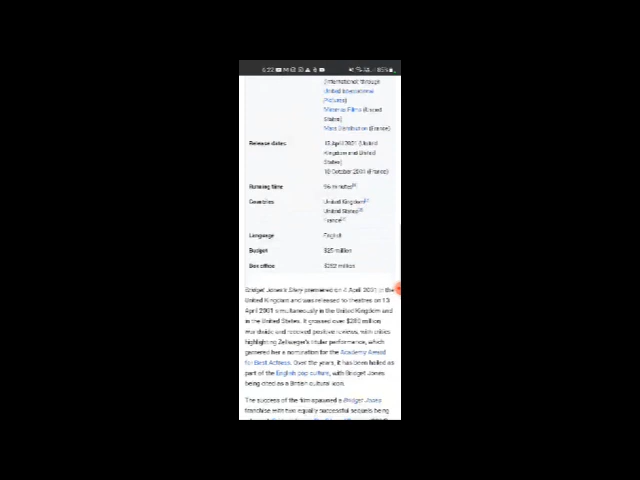 (International through
United International
Pictures)
Miramax Films (United
States)
Mars Distribution (France)
Release dates
13 April 2001 (United
Kingdom and United
States)
10 October 2001 (France)
Running time
96 minutes
Countries
United Kingdom
United States
France
Language
English
Budget
$25 million
Box office
million
Bridget Jones's Diary premiered on 4 April 2001 in the
United Kingdom and was released to theatres on 13
April 2001 simultaneously in the United Kingdom and
in the United States. It grossed over $280 million
worldwide and received positive reviews, with critics
highlighting Zellweger's titular performance, which
garnered her a nomination for the Academy Award
for Best Actress. Over the years, it has been hailed as
part of the English pop culture, with Bridget Jones
being cited as a British cultural icon.
The success of the film spawned a Bridget Jones
franchise with two equally successful sequels being